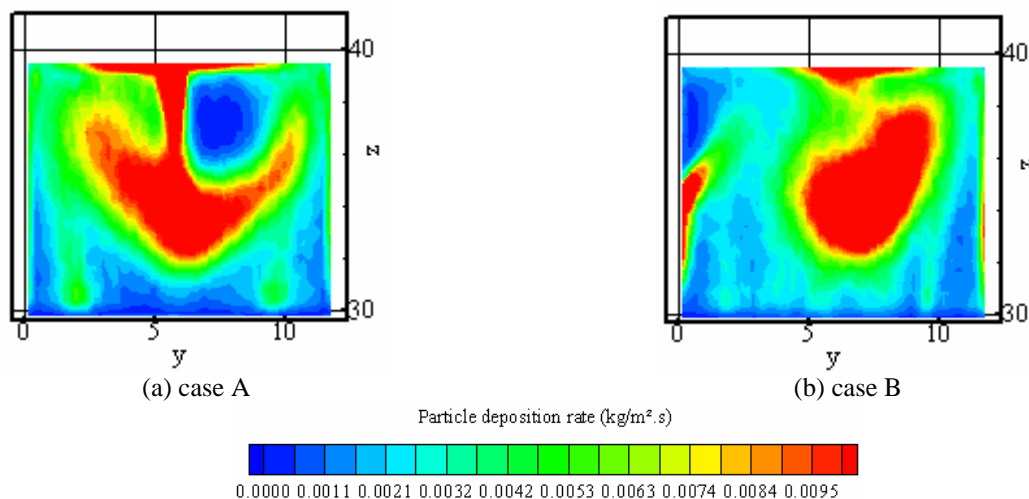 40
z
30
0 5 10
y
(a) case A
40
z
30
0 5 10
y
(b) case B
Particle deposition rate (kg/m².s)
0.0000 0.0011 0.0021 0.0032 0.0042 0.0053 0.0063 0.0074 0.0084 0.0095